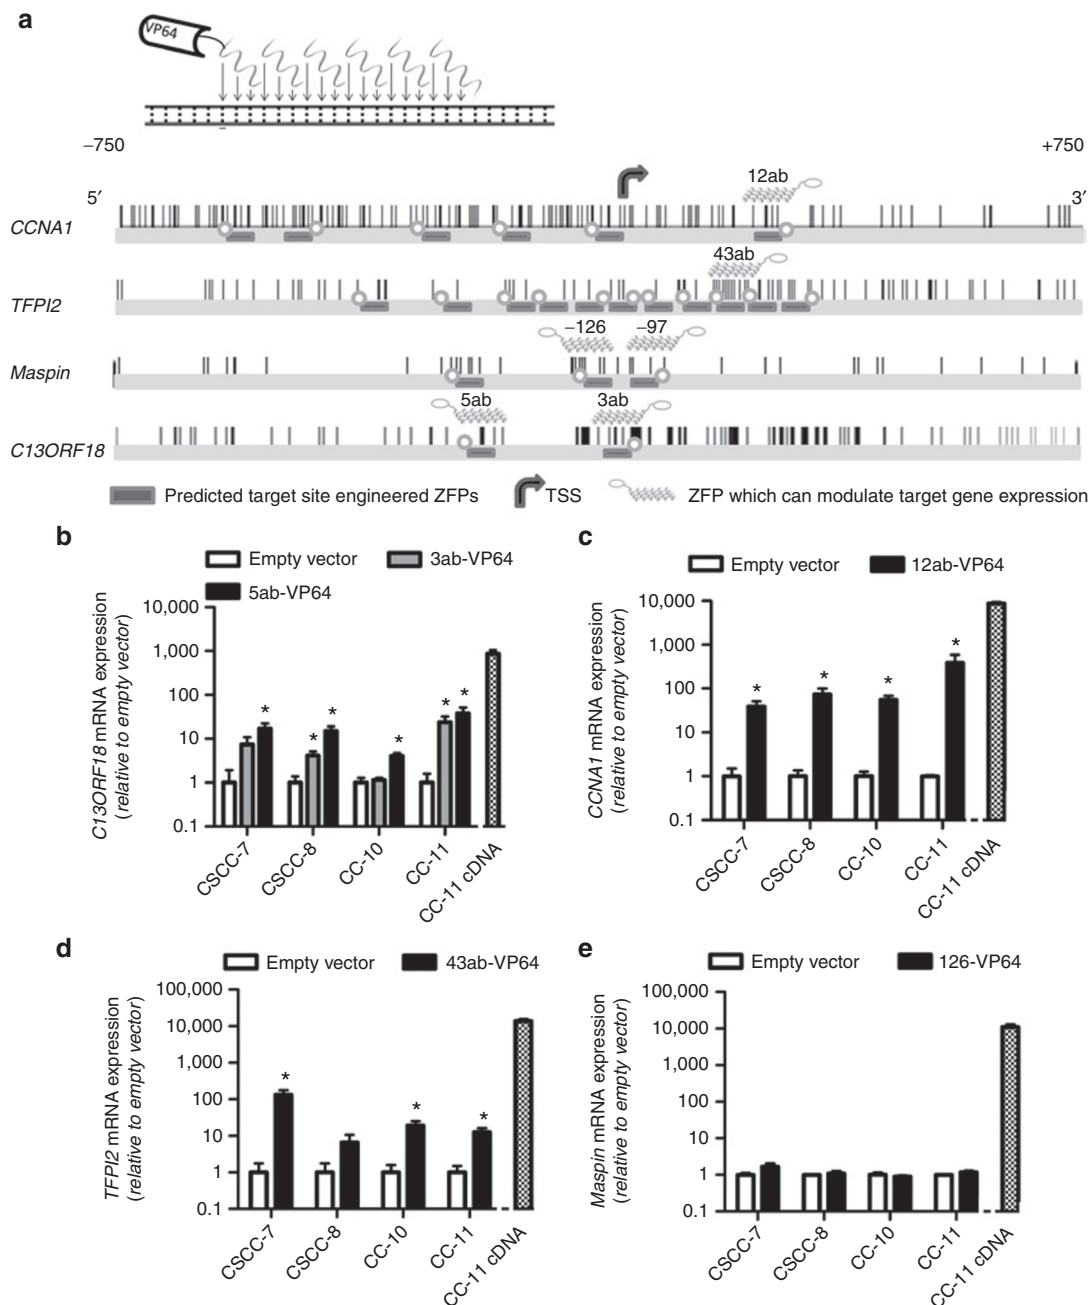 a
VP64
−750
+750
5′
3′
12ab
CCNA1
43ab
TFPI2
−126
−97
Maspin
5ab
3ab
C13ORF18
Predicted target site engineered ZFPs
TSS
ZFP which can modulate target gene expression
b
Empty vector
3ab-VP64
5ab-VP64
C13ORF18 mRNA expression
(relative to empty vector)
10,000
1,000
100
10
1
0.1
* * * * * *
CSCC-7
CSCC-8
CC-10
CC-11
CC-11 cDNA
c
Empty vector
12ab-VP64
CCNA1 mRNA expression
(relative to empty vector)
10,000
1,000
100
10
1
0.1
* * * *
CSCC-7
CSCC-8
CC-10
CC-11
CC-11 cDNA
d
Empty vector
43ab-VP64
TFPI2 mRNA expression
(relative to empty vector)
100,000
10,000
1,000
100
10
1
0.1
* * *
CSCC-7
CSCC-8
CC-10
CC-11
CC-11 cDNA
e
Empty vector
126-VP64
Maspin mRNA expression
(relative to empty vector)
100,000
10,000
1,000
100
10
1
0.1
CSCC-7
CSCC-8
CC-10
CC-11
CC-11 cDNA